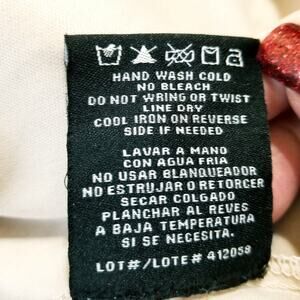 HAND WASH COLD
NO BLEACH
DO NOT WRING OR TWIST
LINE DRY
COOL IRON ON REVERSE
SIDE IF NEEDED
LAVAR A MANO
CON AGUA FRIA
NO USAR BLANQUEADOR
NO ESTRUJAR O RETORCER
SECAR COLGADO
PLANCHAR AL REVES
A BAJA TEMPERATURA
SI SE NECESITA.
LOT#/LOTE# 412058